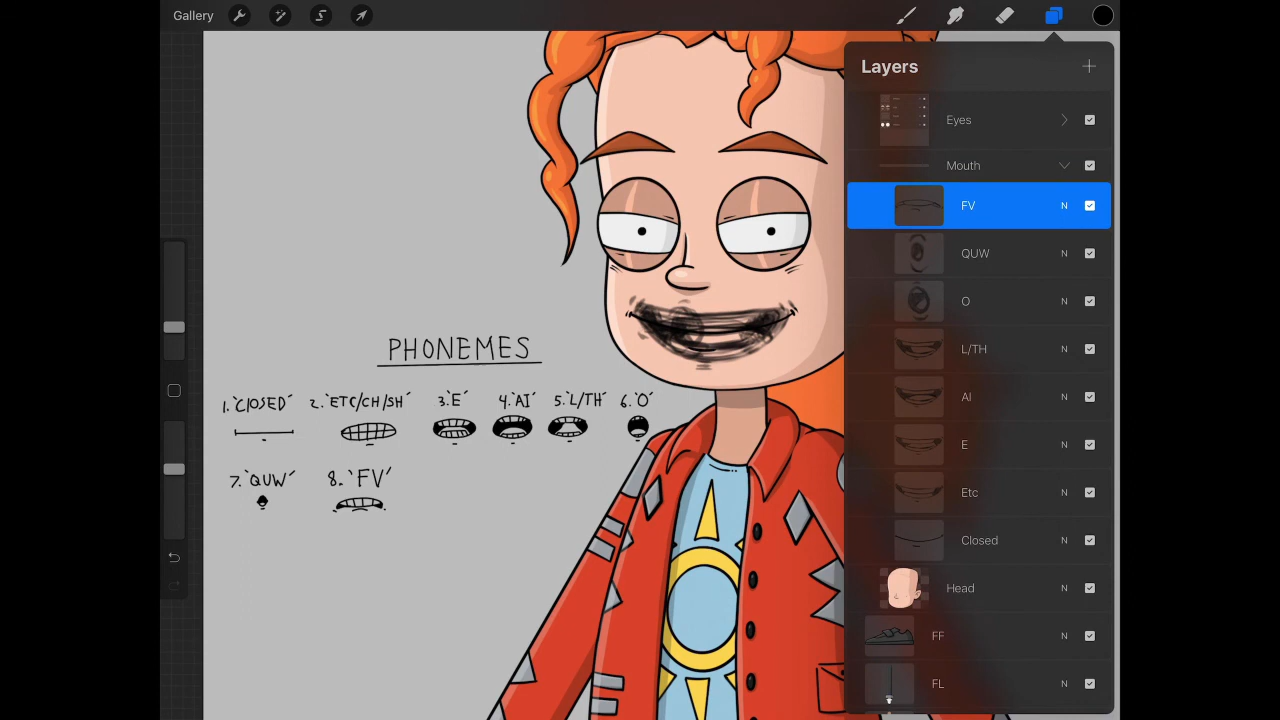 Gallery
Layers
Eyes
Mouth
FV N
QUW N
O N
L/TH N
AI N
E N
Etc N
Closed N
Head N
FF N
FL N
PHONEMES
1.`ClOSED´ 2.`ETC/CH/SH´ 3.`E´ 4.`AI´ 5.`L/TH´ 6.`O´
7.`QUW´ 8.`FV´